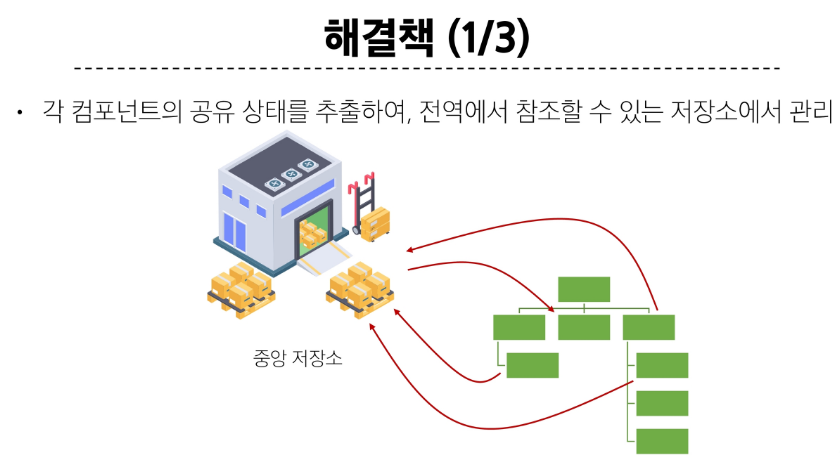 해결책 (1/3)
• 각 컴포넌트의 공유 상태를 추출하여, 전역에서 참조할 수 있는 저장소에서 관리
중앙 저장소